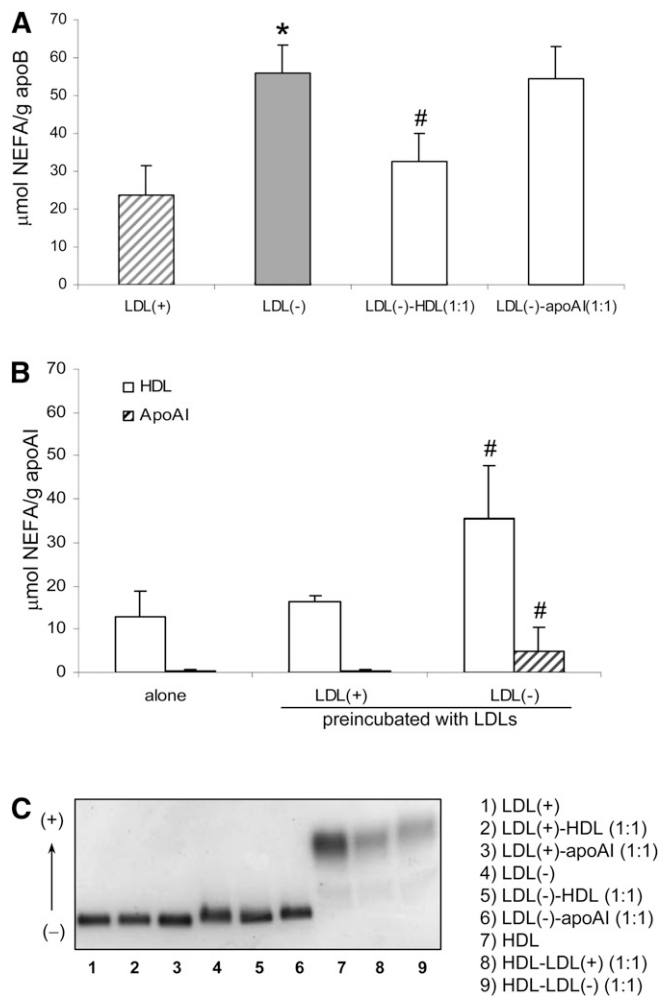 A
µmol NEFA/g apoB
70
60
50
40
30
20
10
0
*
#
LDL(+)
LDL(-)
LDL(-)-HDL(1:1)
LDL(-)-apoAI(1:1)
B
µmol NEFA/g apoAI
70
60
50
40
30
20
10
0
HDL
ApoAI
#
#
alone
LDL(+)
LDL(-)
preincubated with LDLs
C
(+)
(−)
1 2 3 4 5 6 7 8 9
1) LDL(+)
2) LDL(+)-HDL (1:1)
3) LDL(+)-apoAI (1:1)
4) LDL(-)
5) LDL(-)-HDL (1:1)
6) LDL(-)-apoAI (1:1)
7) HDL
8) HDL-LDL(+) (1:1)
9) HDL-LDL(-) (1:1)